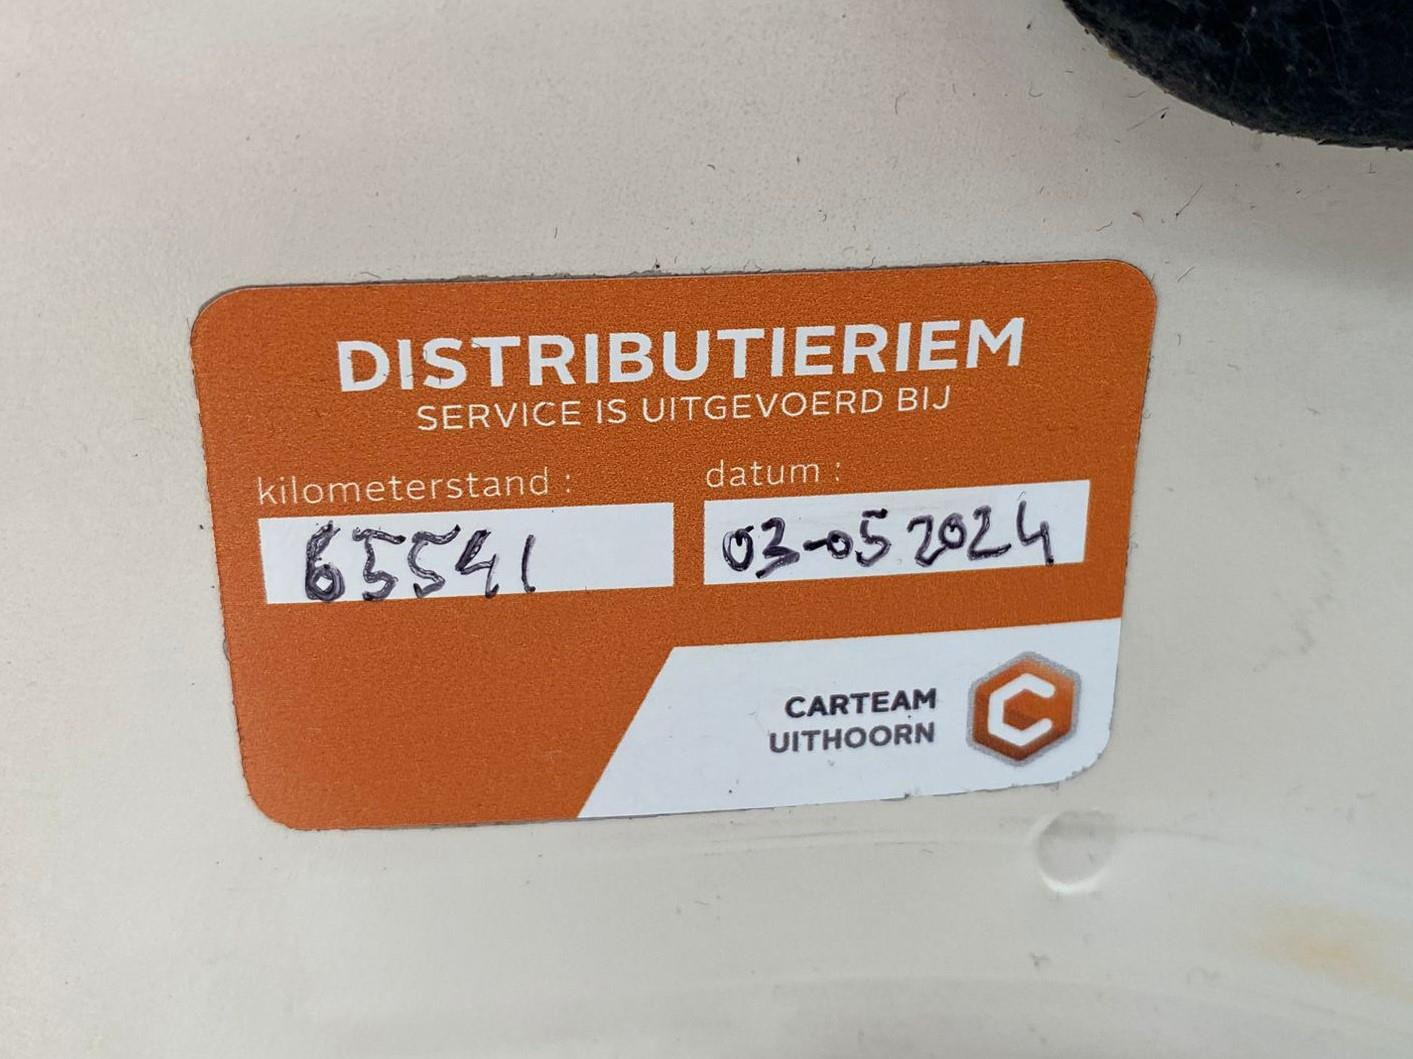 DISTRIBUTIERIEM
SERVICE IS UITGEVOERD BIJ
kilometerstand : datum :
65541 03-05 2024
CARTEAM
UITHOORN